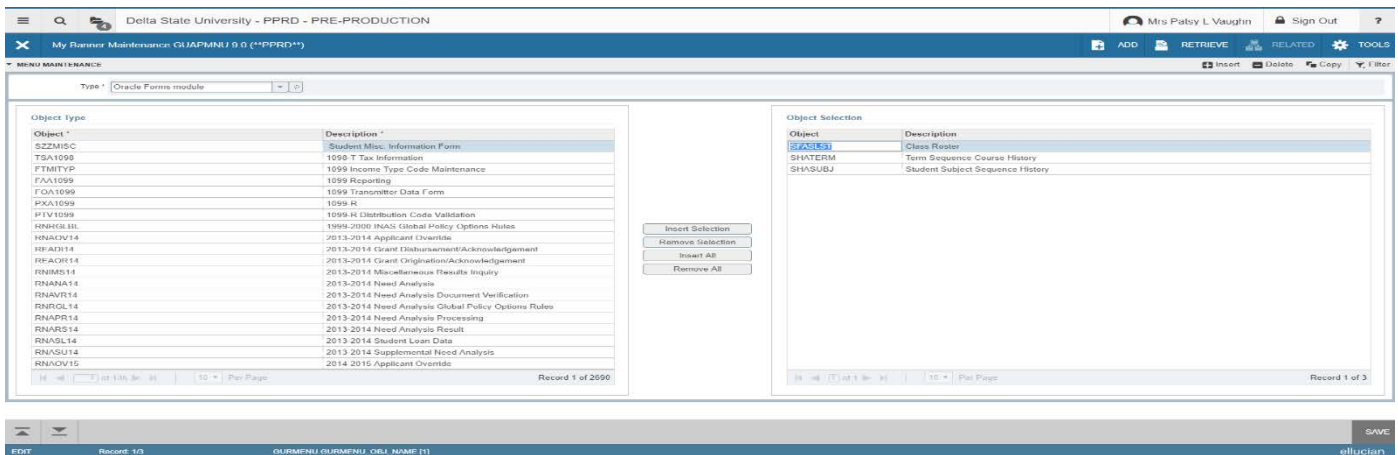 Delta State University - PPRD - PRE-PRODUCTION Mrs Patsy L Vaughn Sign Out ?
My Banner Maintenance GUAPMNU 9.0 (**PPRD**) ADD RETRIEVE RELATED TOOLS
MENU MAINTENANCE Insert Delete Copy Filter
Type * Oracle Forms module
Object Type
Object * Description *
SZZMISC Student Misc. Information Form
TSA1098 1098-T Tax Information
FTMITYP 1099 Income Type Code Maintenance
FAA1099 1099 Reporting
FOA1099 1099 Transmitter Data Form
PXA1099 1099-R
PTV1099 1099-R Distribution Code Validation
RNRGLBL 1999-2000 INAS Global Policy Options Rules
RNAOV14 2013-2014 Applicant Override
READI14 2013-2014 Grant Disbursement/Acknowledgement
REAOR14 2013-2014 Grant Origination/Acknowledgement
RNIMS14 2013-2014 Miscellaneous Results Inquiry
RNANA14 2013-2014 Need Analysis
RNAVR14 2013-2014 Need Analysis Document Verification
RNRGL14 2013-2014 Need Analysis Global Policy Options Rules
RNAPR14 2013-2014 Need Analysis Processing
RNARS14 2013-2014 Need Analysis Result
RNASL14 2013-2014 Student Loan Data
RNASU14 2013-2014 Supplemental Need Analysis
RNAOV15 2014-2015 Applicant Override
10 Per Page Record 1 of 2690
Insert Selection
Remove Selection
Insert All
Remove All
Object Selection
Object Description
SFASLST Class Roster
SHATERM Term Sequence Course History
SHASUBJ Student Subject Sequence History
1 of 1 Per Page Record 1 of 3
SAVE
EDIT Record: 1/3 GURMENU.GURMENU_OBJ_NAME [1] ellucian